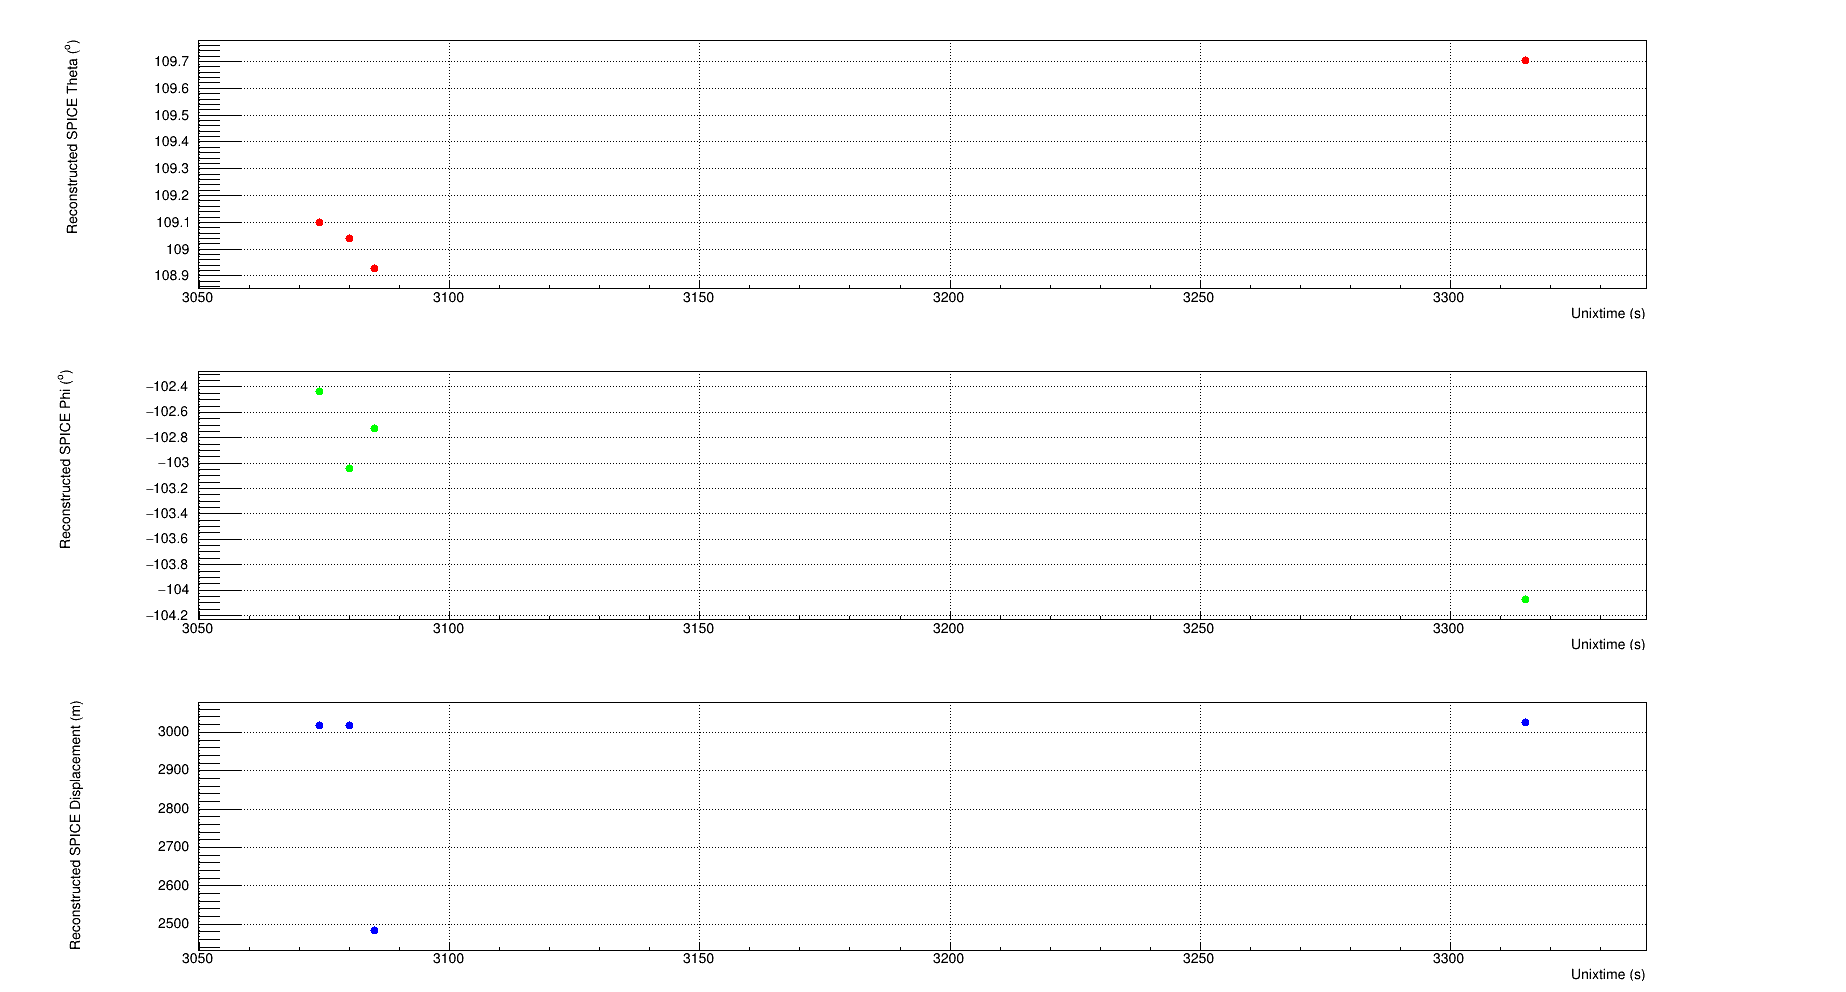 Reconstructed SPICE Theta (°)
109.7
109.6
109.5
109.4
109.3
109.2
109.1
109
108.9
3050 3100 3150 3200 3250 3300
Unixtime (s)
Reconstructed SPICE Phi (°)
−102.4
−102.6
−102.8
−103
−103.2
−103.4
−103.6
−103.8
−104
−104.2
3050 3100 3150 3200 3250 3300
Unixtime (s)
Reconstructed SPICE Displacement (m)
3000
2900
2800
2700
2600
2500
3050 3100 3150 3200 3250 3300
Unixtime (s)